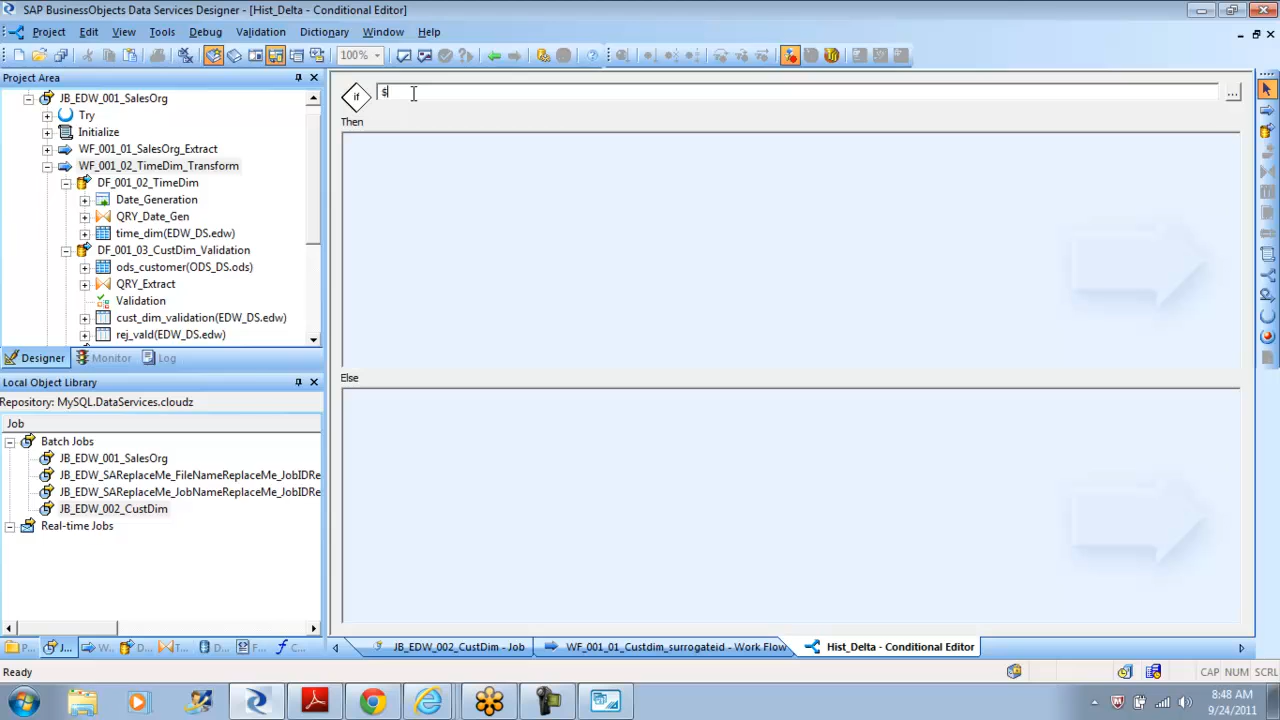 SAP BusinessObjects Data Services Designer - [Hist_Delta - Conditional Editor]
Project Edit View Tools Debug Validation Dictionary Window Help
100%
Project Area
JB_EDW_001_SalesOrg
Try
Initialize
WF_001_01_SalesOrg_Extract
WF_001_02_TimeDim_Transform
DF_001_02_TimeDim
Date_Generation
QRY_Date_Gen
time_dim(EDW_DS.edw)
DF_001_03_CustDim_Validation
ods_customer(ODS_DS.ods)
QRY_Extract
Validation
cust_dim_validation(EDW_DS.edw)
rej_vald(EDW_DS.edw)
Designer Monitor Log
Local Object Library
Repository: MySQL.DataServices.cloudz
Job
Batch Jobs
JB_EDW_001_SalesOrg
JB_EDW_SAReplaceMe_FileNameReplaceMe_JobIDRe
JB_EDW_SAReplaceMe_JobNameReplaceMe_JobIDRe
JB_EDW_002_CustDim
Real-time Jobs
P... J... W... D... T... D... F... C...
if $ ...
Then
Else
JB_EDW_002_CustDim - Job WF_001_01_Custdim_surrogateid - Work Flow Hist_Delta - Conditional Editor
Ready CAP NUM SCRL
8:48 AM
9/24/2011